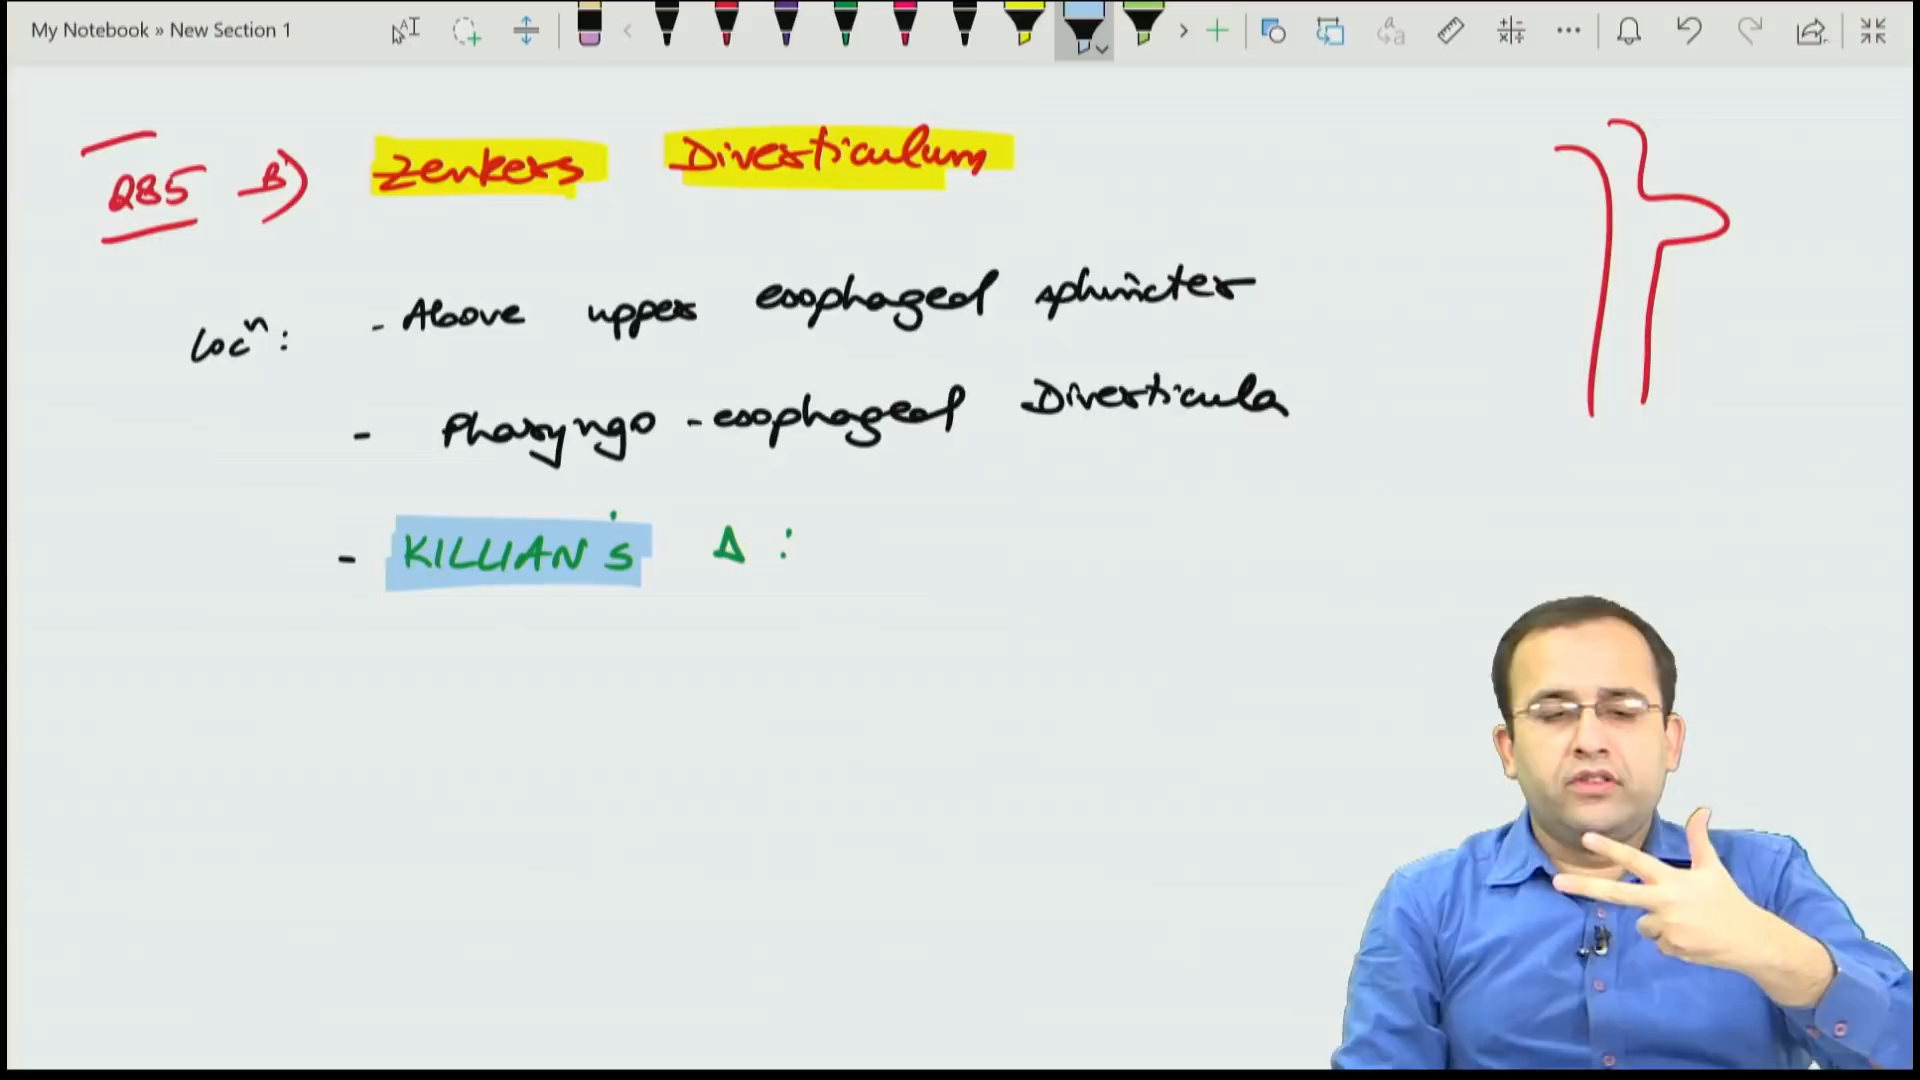 My Notebook » New Section 1
Q85 B) Zenkers Diverticulum
Locⁿ: - Above upper esophageal sphincter
- Pharyngo-esophageal Diverticula
- KILLIAN's Δ :